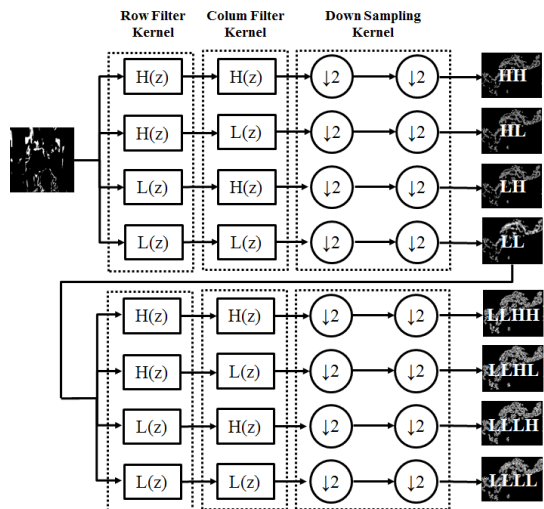 Row Filter Kernel
Colum Filter Kernel
Down Sampling Kernel
H(z) H(z) ↓2 ↓2 HH
H(z) L(z) ↓2 ↓2 HL
L(z) H(z) ↓2 ↓2 LH
L(z) L(z) ↓2 ↓2 LL
H(z) H(z) ↓2 ↓2 LLHH
H(z) L(z) ↓2 ↓2 LLHL
L(z) H(z) ↓2 ↓2 LLLH
L(z) L(z) ↓2 ↓2 LLLL